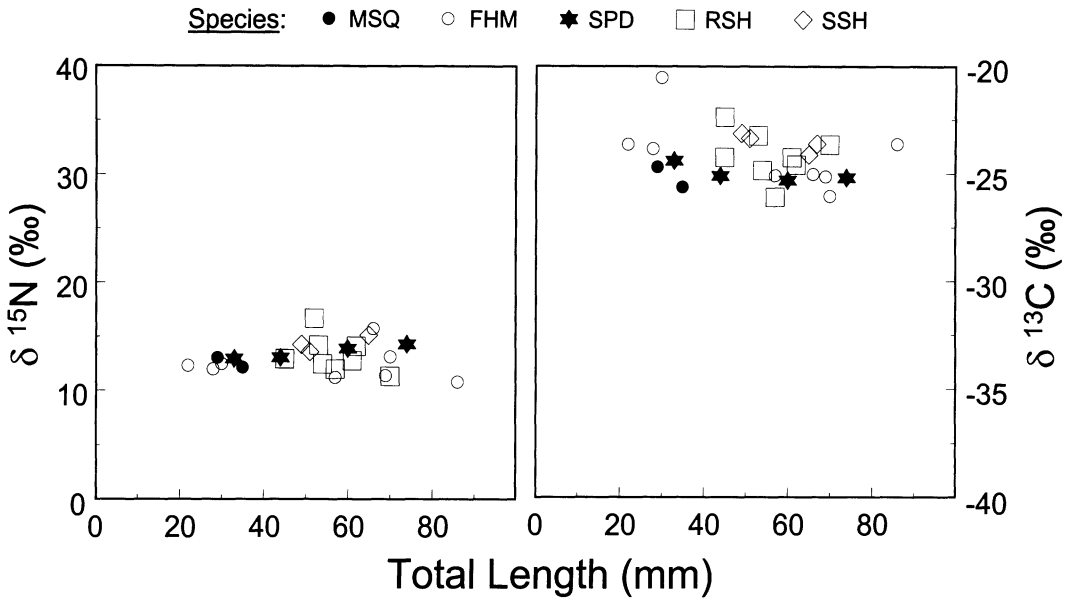 Species: MSQ FHM SPD RSH SSH
40
30
20
10
0
δ 15N (‰)
0 20 40 60 80
-20
-25
-30
-35
-40
δ 13C (‰)
0 20 40 60 80
Total Length (mm)